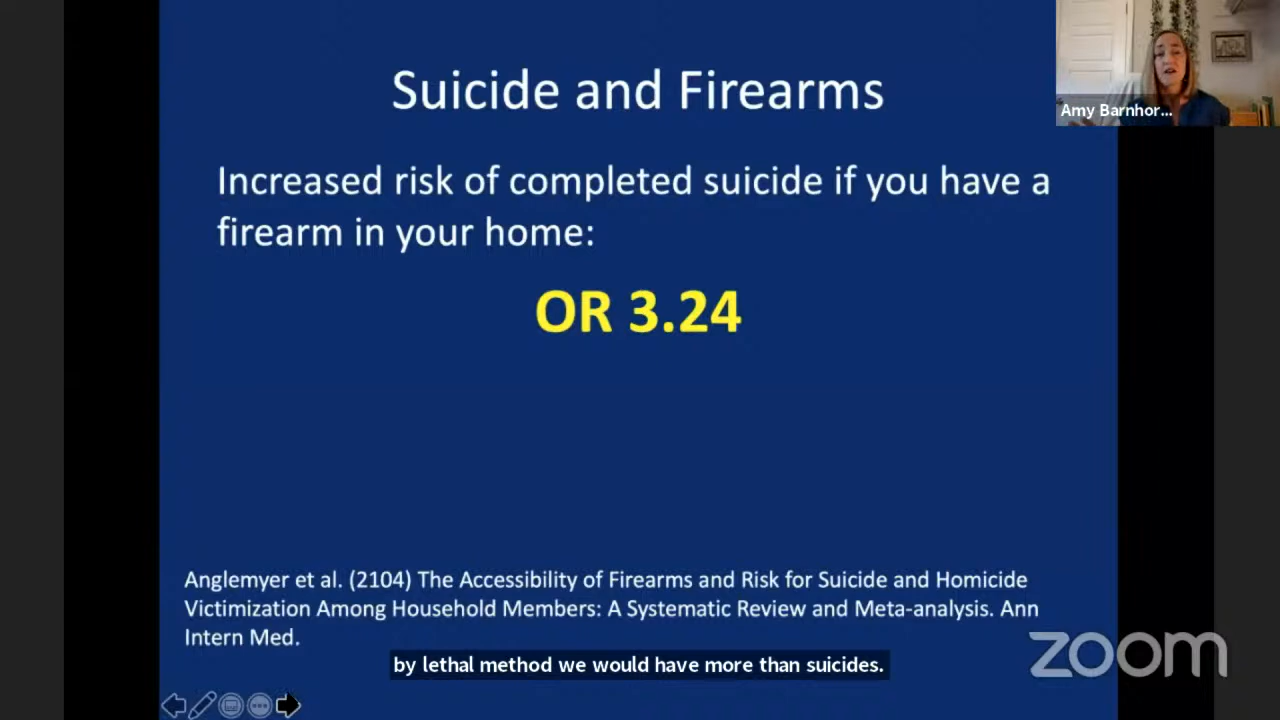 Suicide and Firearms
Amy Barnhor...
Increased risk of completed suicide if you have a
firearm in your home:
OR 3.24
Anglemyer et al. (2104) The Accessibility of Firearms and Risk for Suicide and Homicide
Victimization Among Household Members: A Systematic Review and Meta-analysis. Ann
Intern Med.
zoom
by lethal method we would have more than suicides.